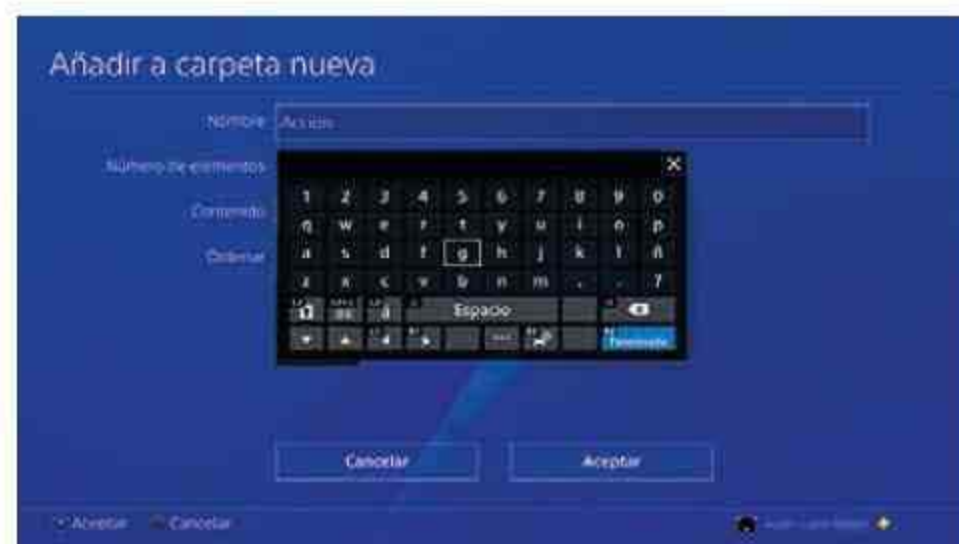 Añadir a carpeta nueva
Nombre Accion
Número de elementos
Contenido
Ordenar
1 2 3 4 5 6 7 8 9 0
q w e r t y u i o p
a s d f g h j k l ñ
z x c v b n m , . ?
Espacio
Terminado
Cancelar Aceptar
Aceptar Cancelar